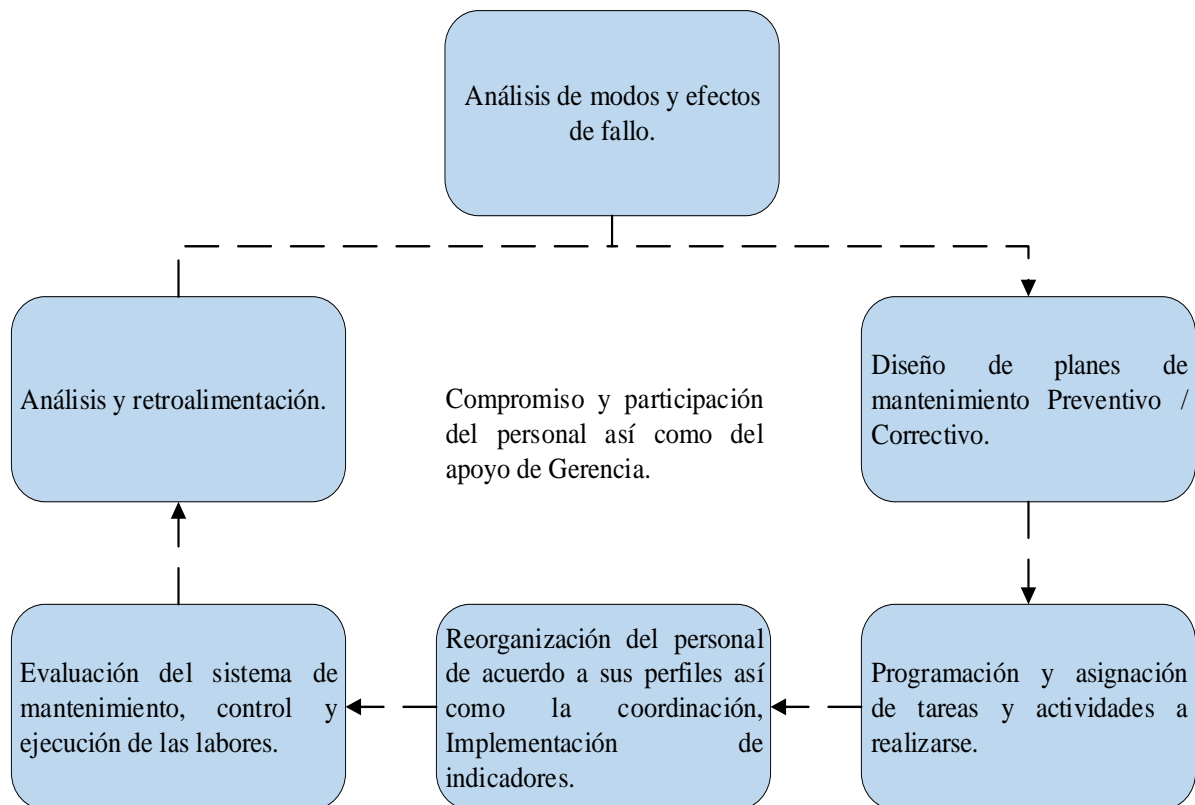 Análisis de modos y efectos
de fallo.
Análisis y retroalimentación.
Compromiso y participación
del personal así como del
apoyo de Gerencia.
Diseño de planes de
mantenimiento Preventivo /
Correctivo.
Evaluación del sistema de
mantenimiento, control y
ejecución de las labores.
Reorganización del personal
de acuerdo a sus perfiles así
como la coordinación,
Implementación de
indicadores.
Programación y asignación
de tareas y actividades a
realizarse.